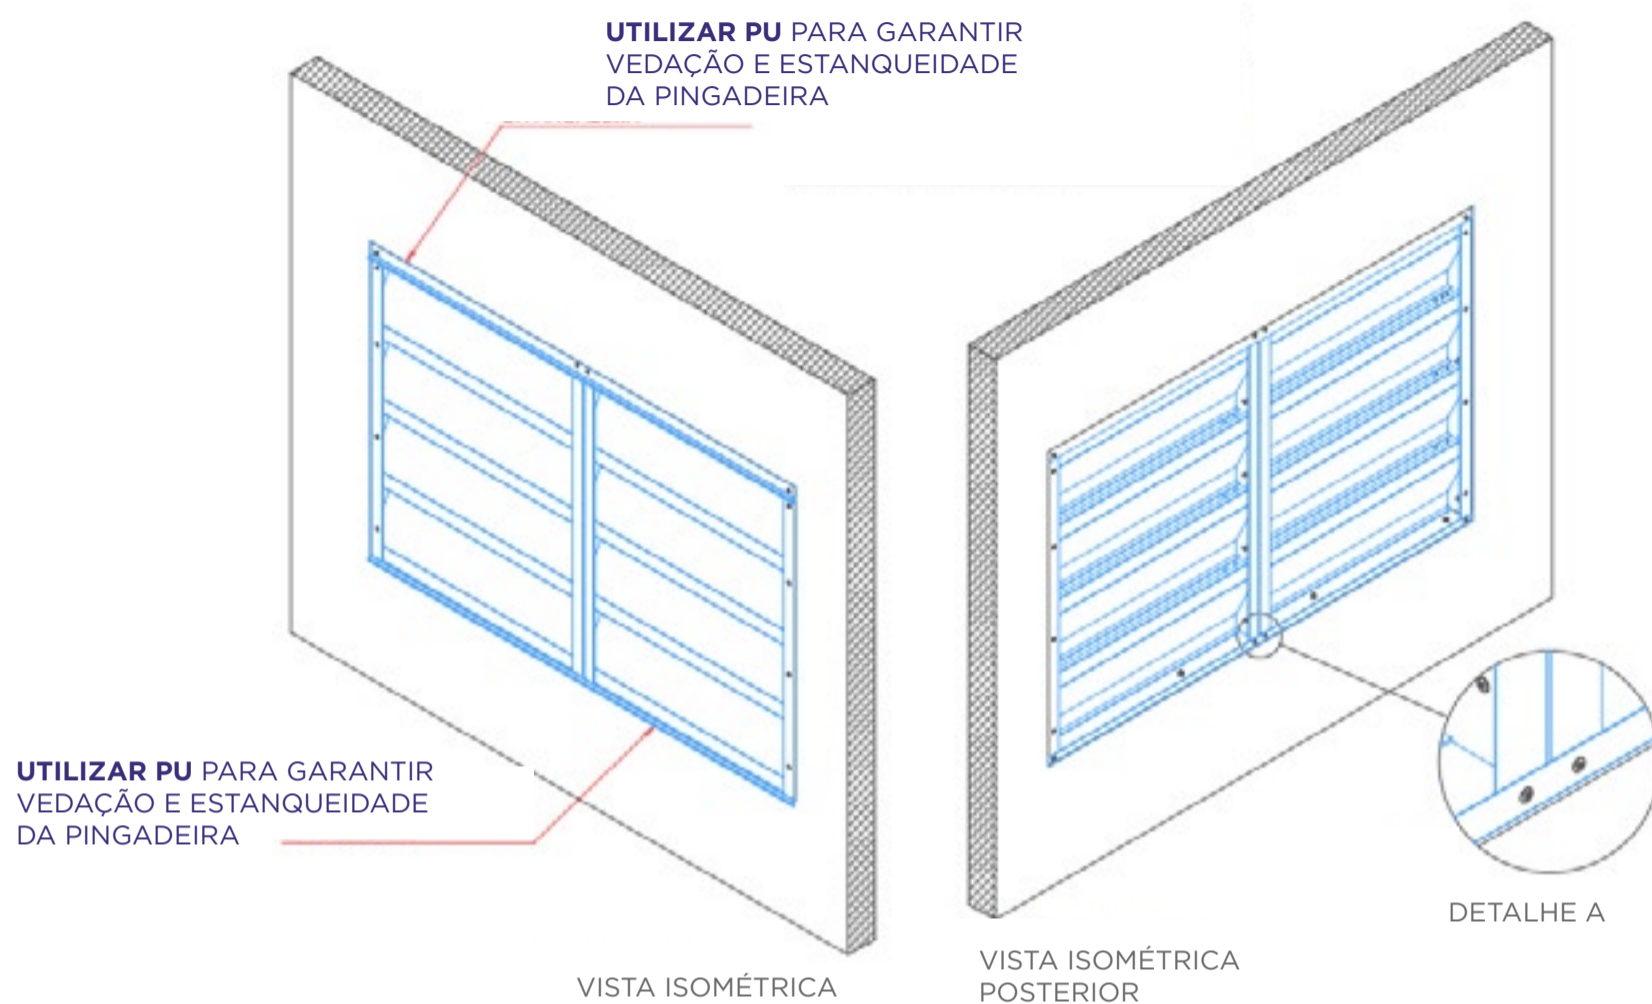 UTILIZAR PU PARA GARANTIR
VEDAÇÃO E ESTANQUEIDADE
DA PINGADEIRA
UTILIZAR PU PARA GARANTIR
VEDAÇÃO E ESTANQUEIDADE
DA PINGADEIRA
VISTA ISOMÉTRICA
VISTA ISOMÉTRICA
POSTERIOR
DETALHE A